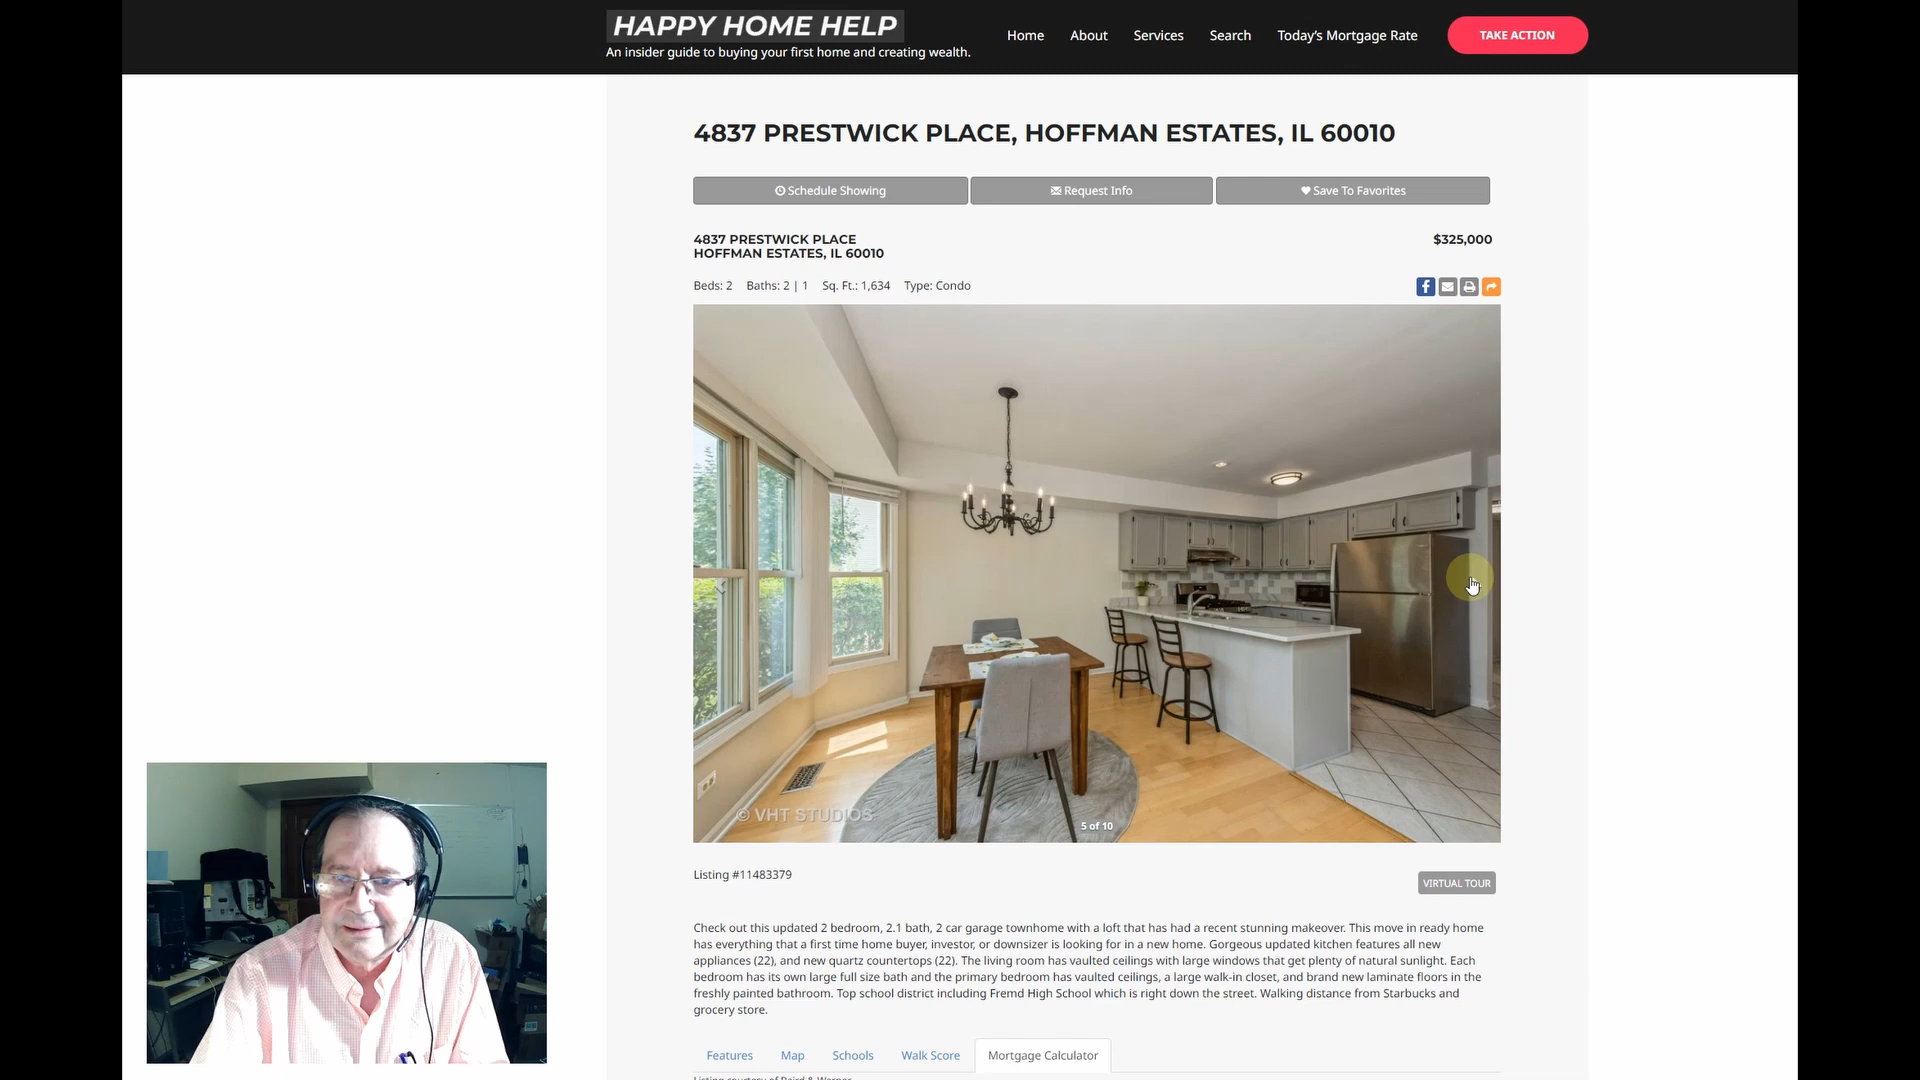 HAPPY HOME HELP
An insider guide to buying your first home and creating wealth.
Home About Services Search Today's Mortgage Rate TAKE ACTION
4837 PRESTWICK PLACE, HOFFMAN ESTATES, IL 60010
Schedule Showing Request Info Save To Favorites
4837 PRESTWICK PLACE $325,000
HOFFMAN ESTATES, IL 60010
Beds: 2 Baths: 2 | 1 Sq. Ft.: 1,634 Type: Condo
© VHT STUDIOS
5 of 10
Listing #11483379
VIRTUAL TOUR
Check out this updated 2 bedroom, 2.1 bath, 2 car garage townhome with a loft that has had a recent stunning makeover. This move in ready home
has everything that a first time home buyer, investor, or downsizer is looking for in a new home. Gorgeous updated kitchen features all new
appliances (22), and new quartz countertops (22). The living room has vaulted ceilings with large windows that get plenty of natural sunlight. Each
bedroom has its own large full size bath and the primary bedroom has vaulted ceilings, a large walk-in closet, and brand new laminate floors in the
freshly painted bathroom. Top school district including Fremd High School which is right down the street. Walking distance from Starbucks and
grocery store.
Features Map Schools Walk Score Mortgage Calculator
Listing courtesy of Baird & Warner